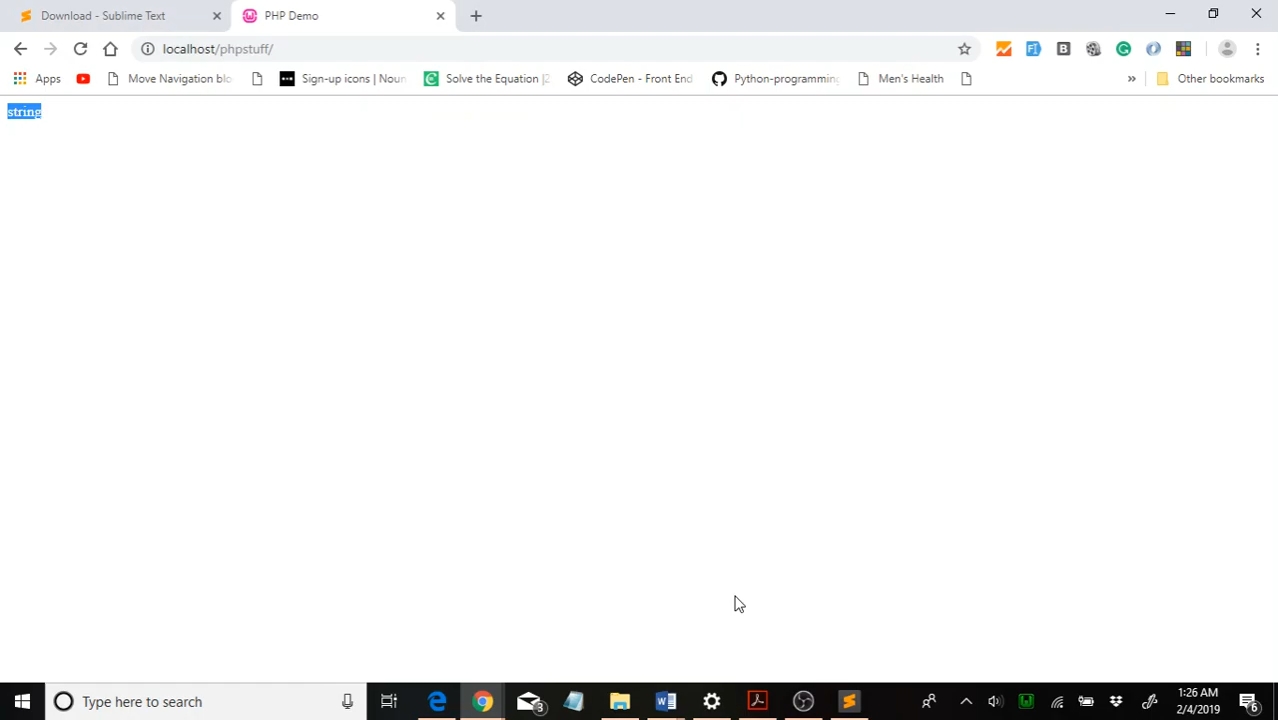 Download - Sublime Text
PHP Demo
localhost/phpstuff/
Apps
Move Navigation blo
Sign-up icons | Noun
Solve the Equation |2
CodePen - Front End
Python-programming
Men's Health
»
Other bookmarks
string
Type here to search
3
1:26 AM
2/4/2019
6